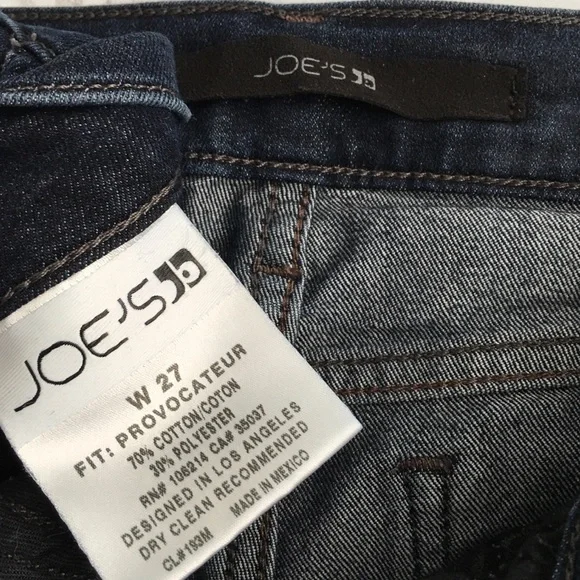 JOE'S
JOE'S
W 27
FIT: PROVOCATEUR
70% COTTON/COTON
30% POLYESTER
RN# 106214 CA# 35037
DESIGNED IN LOS ANGELES
DRY CLEAN RECOMMENDED
CL#193M MADE IN MEXICO